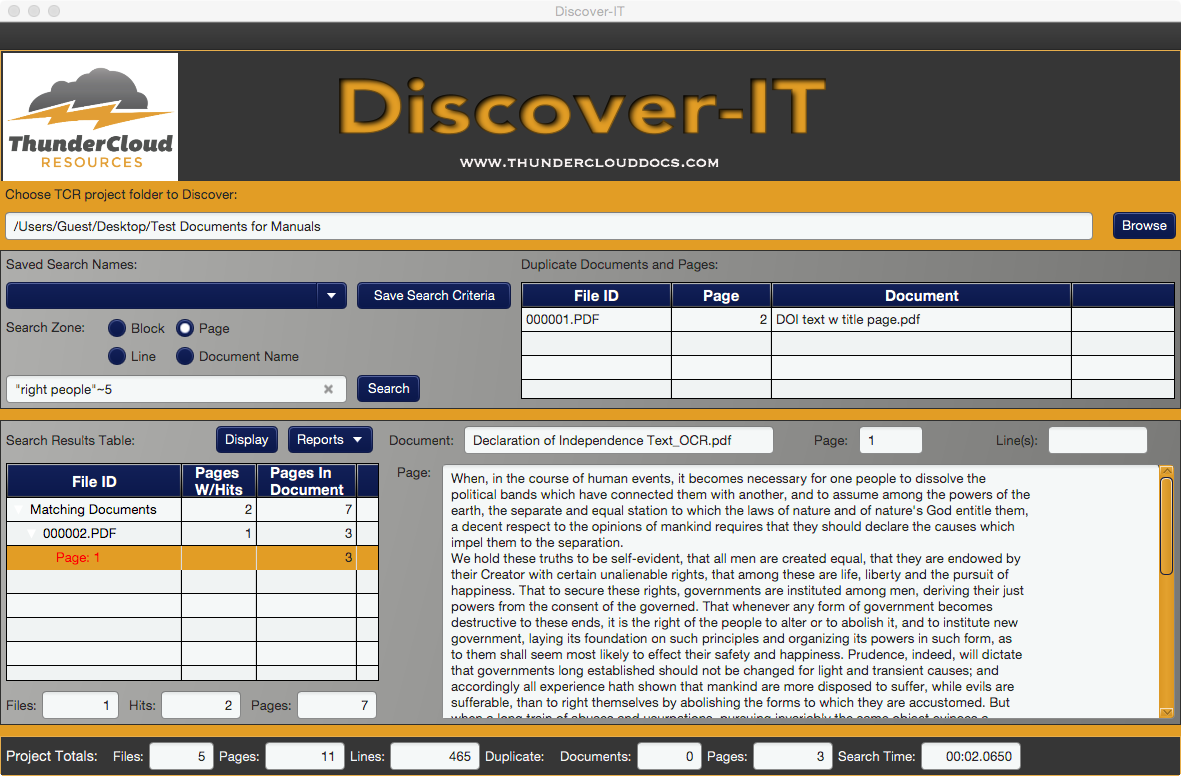 Discover-IT
ThunderCloud
RESOURCES
Discover-IT
WWW.THUNDERCLOUDDOCS.COM
Choose TCR project folder to Discover:
/Users/Guest/Desktop/Test Documents for Manuals
Browse
Saved Search Names:
Save Search Criteria
Search Zone: Block Page
Line Document Name
"right people"~5
Search
Duplicate Documents and Pages:
File ID Page Document
000001.PDF 2 DOI text w title page.pdf
Search Results Table: Display Reports
File ID Pages W/Hits Pages In Document
Matching Documents 2 7
000002.PDF 1 3
Page: 1 3
Files: 1 Hits: 2 Pages: 7
Document: Declaration of Independence Text_OCR.pdf Page: 1 Line(s):
Page:
When, in the course of human events, it becomes necessary for one people to dissolve the
political bands which have connected them with another, and to assume among the powers of the
earth, the separate and equal station to which the laws of nature and of nature's God entitle them,
a decent respect to the opinions of mankind requires that they should declare the causes which
impel them to the separation.
We hold these truths to be self-evident, that all men are created equal, that they are endowed by
their Creator with certain unalienable rights, that among these are life, liberty and the pursuit of
happiness. That to secure these rights, governments are instituted among men, deriving their just
powers from the consent of the governed. That whenever any form of government becomes
destructive to these ends, it is the right of the people to alter or to abolish it, and to institute new
government, laying its foundation on such principles and organizing its powers in such form, as
to them shall seem most likely to effect their safety and happiness. Prudence, indeed, will dictate
that governments long established should not be changed for light and transient causes; and
accordingly all experience hath shown that mankind are more disposed to suffer, while evils are
sufferable, than to right themselves by abolishing the forms to which they are accustomed. But
when a long train of abuses and usurpations, pursuing invariably the same object evinces a
Project Totals: Files: 5 Pages: 11 Lines: 465 Duplicate: Documents: 0 Pages: 3 Search Time: 00:02.0650